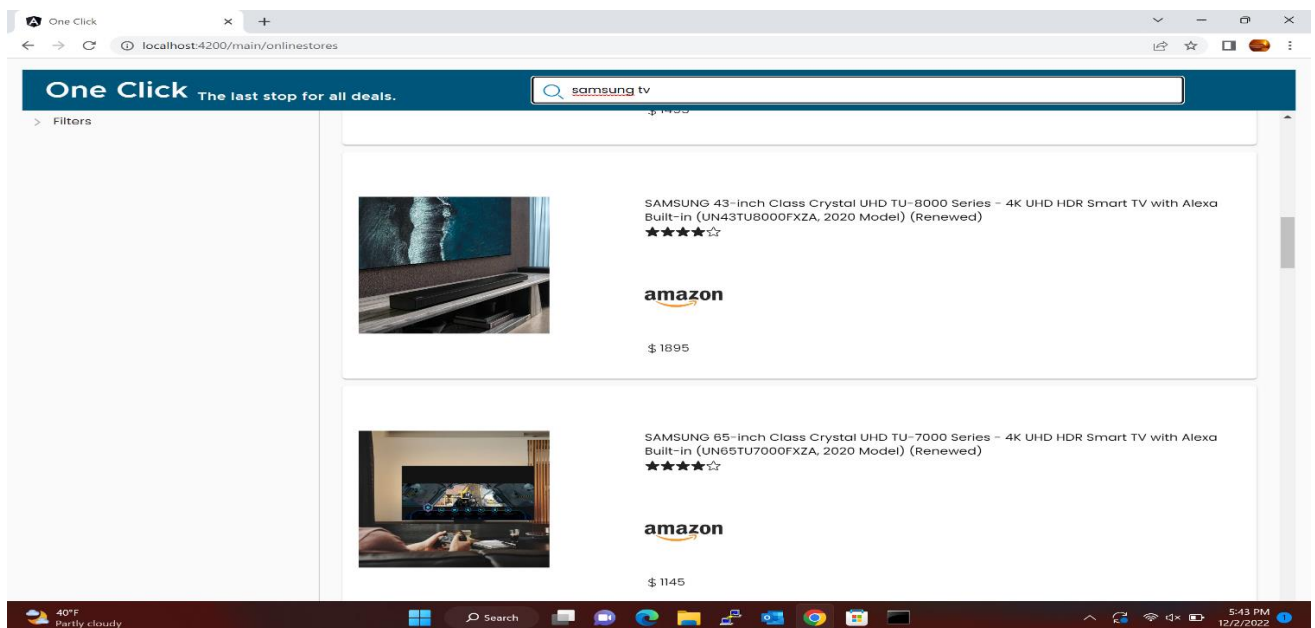 One Click
localhost:4200/main/onlinestores
One Click The last stop for all deals.
samsung tv
Filters
SAMSUNG 43-inch Class Crystal UHD TU-8000 Series - 4K UHD HDR Smart TV with Alexa
Built-in (UN43TU8000FXZA, 2020 Model) (Renewed)
amazon
$ 1895
SAMSUNG 65-inch Class Crystal UHD TU-7000 Series - 4K UHD HDR Smart TV with Alexa
Built-in (UN65TU7000FXZA, 2020 Model) (Renewed)
amazon
$ 1145
40°F
Partly cloudy
Search
5:43 PM
12/2/2022
1